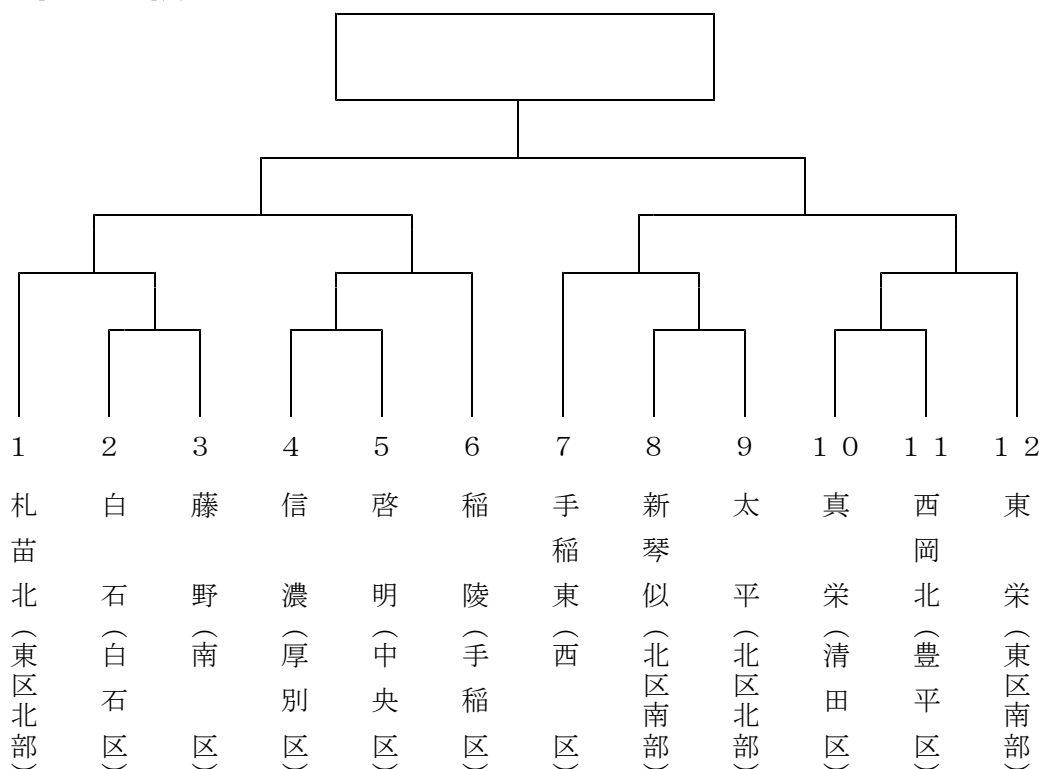 1 2 3 4 5 6 7 8 9 10 11 12
札苗北(東区北部)
白石(白石区)
藤野(南区)
信濃(厚別区)
啓明(中央区)
稲陵(手稲区)
手稲東(西区)
新琴似(北区南部)
太平(北区北部)
真栄(清田区)
西岡北(豊平区)
東栄(東区南部)